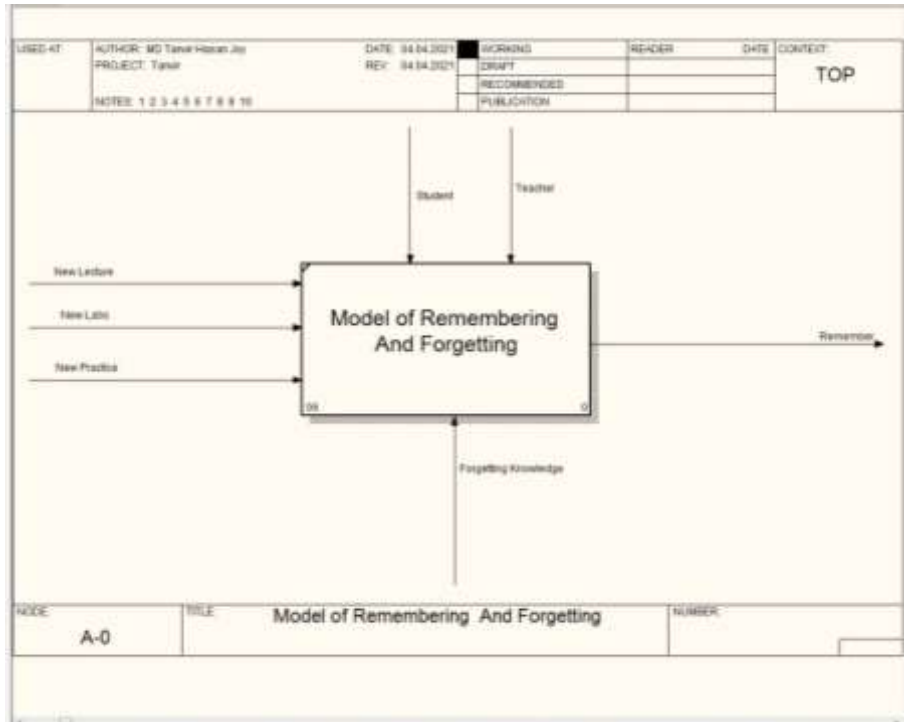 USED AT:
AUTHOR: MD Tanvir Hasan Joy
DATE: 04.04.2021
WORKING
READER
DATE
CONTEXT:
PROJECT: Tanvir
REV: 04.04.2021
DRAFT
TOP
RECOMMENDED
NOTES: 1 2 3 4 5 6 7 8 9 10
PUBLICATION
Student
Teacher
New Lecture
New Labs
New Practice
Model of Remembering
And Forgetting
Remember
0
Forgetting Knowledge
NODE:
TITLE:
Model of Remembering And Forgetting
NUMBER:
A-0